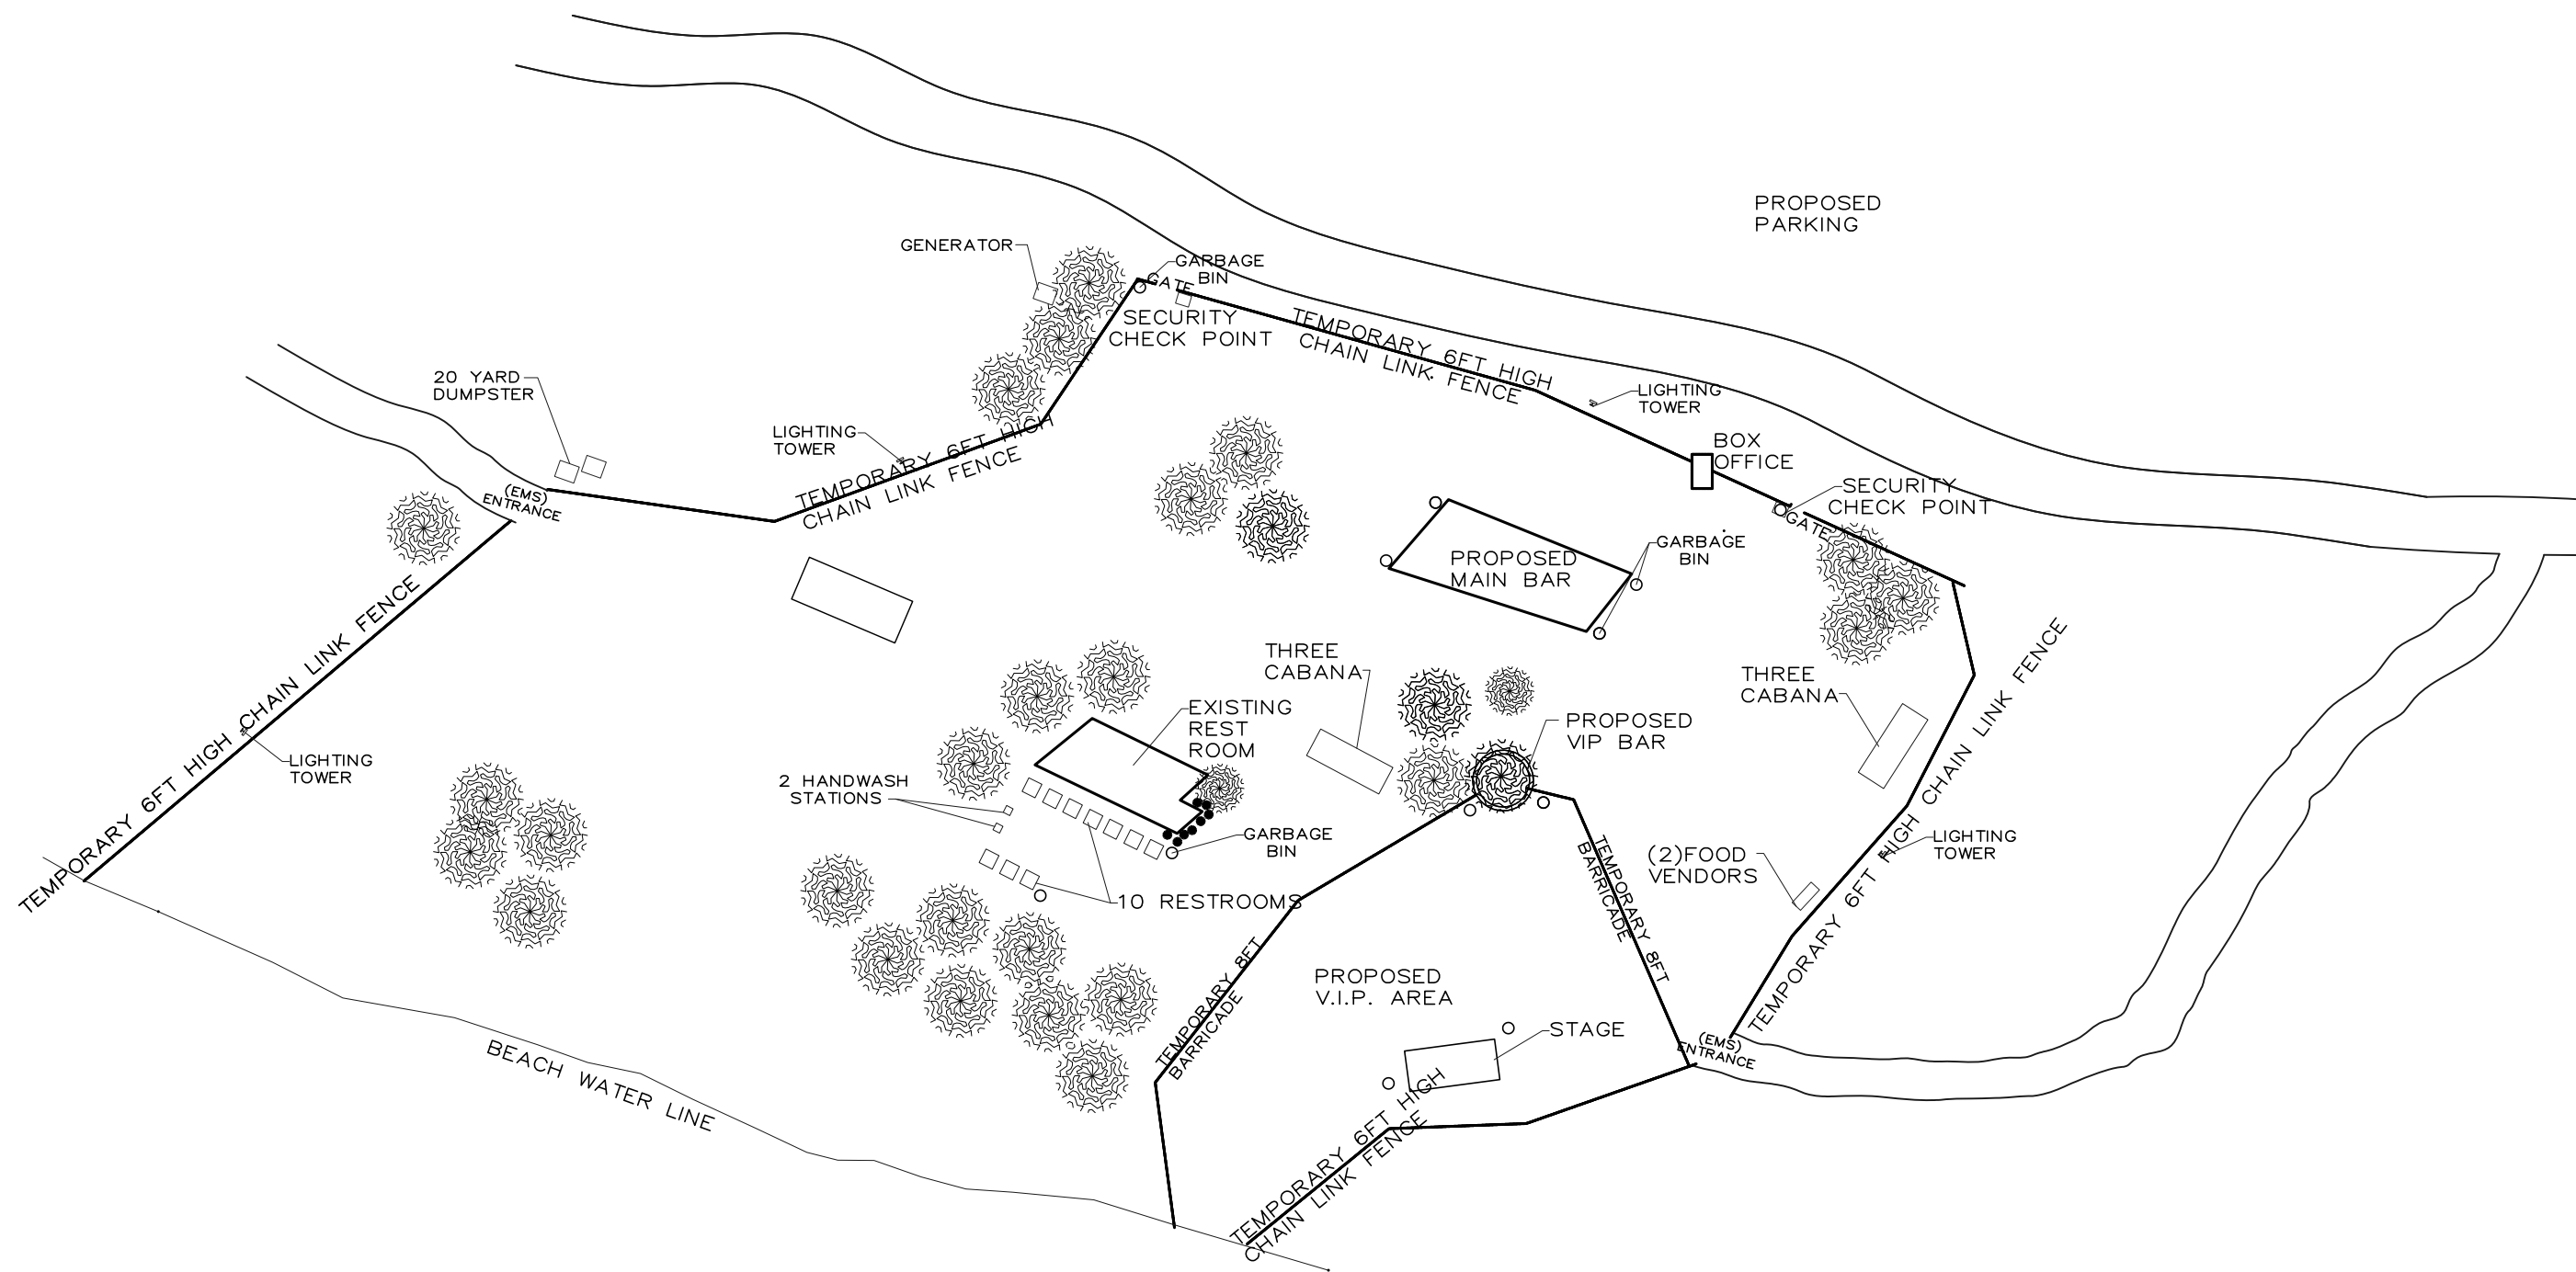 PROPOSED
PARKING
GENERATOR
GARBAGE
BIN
GATE
SECURITY
CHECK POINT
TEMPORARY 6FT HIGH
CHAIN LINK FENCE
20 YARD
DUMPSTER
LIGHTING
TOWER
LIGHTING
TOWER
TEMPORARY 6FT HIGH
CHAIN LINK FENCE
BOX
OFFICE
SECURITY
CHECK POINT
GATE
(EMS)
ENTRANCE
GARBAGE
BIN
PROPOSED
MAIN BAR
TEMPORARY 6FT HIGH CHAIN LINK FENCE
LIGHTING
TOWER
THREE
CABANA
THREE
CABANA
EXISTING
REST
ROOM
PROPOSED
VIP BAR
2 HANDWASH
STATIONS
GARBAGE
BIN
TEMPORARY 6FT HIGH CHAIN LINK FENCE
LIGHTING
TOWER
(2)FOOD
VENDORS
10 RESTROOMS
TEMPORARY 8FT
BARRICADE
TEMPORARY 8FT
BARRICADE
PROPOSED
V.I.P. AREA
STAGE
(EMS)
ENTRANCE
BEACH WATER LINE
TEMPORARY 6FT HIGH
CHAIN LINK FENCE